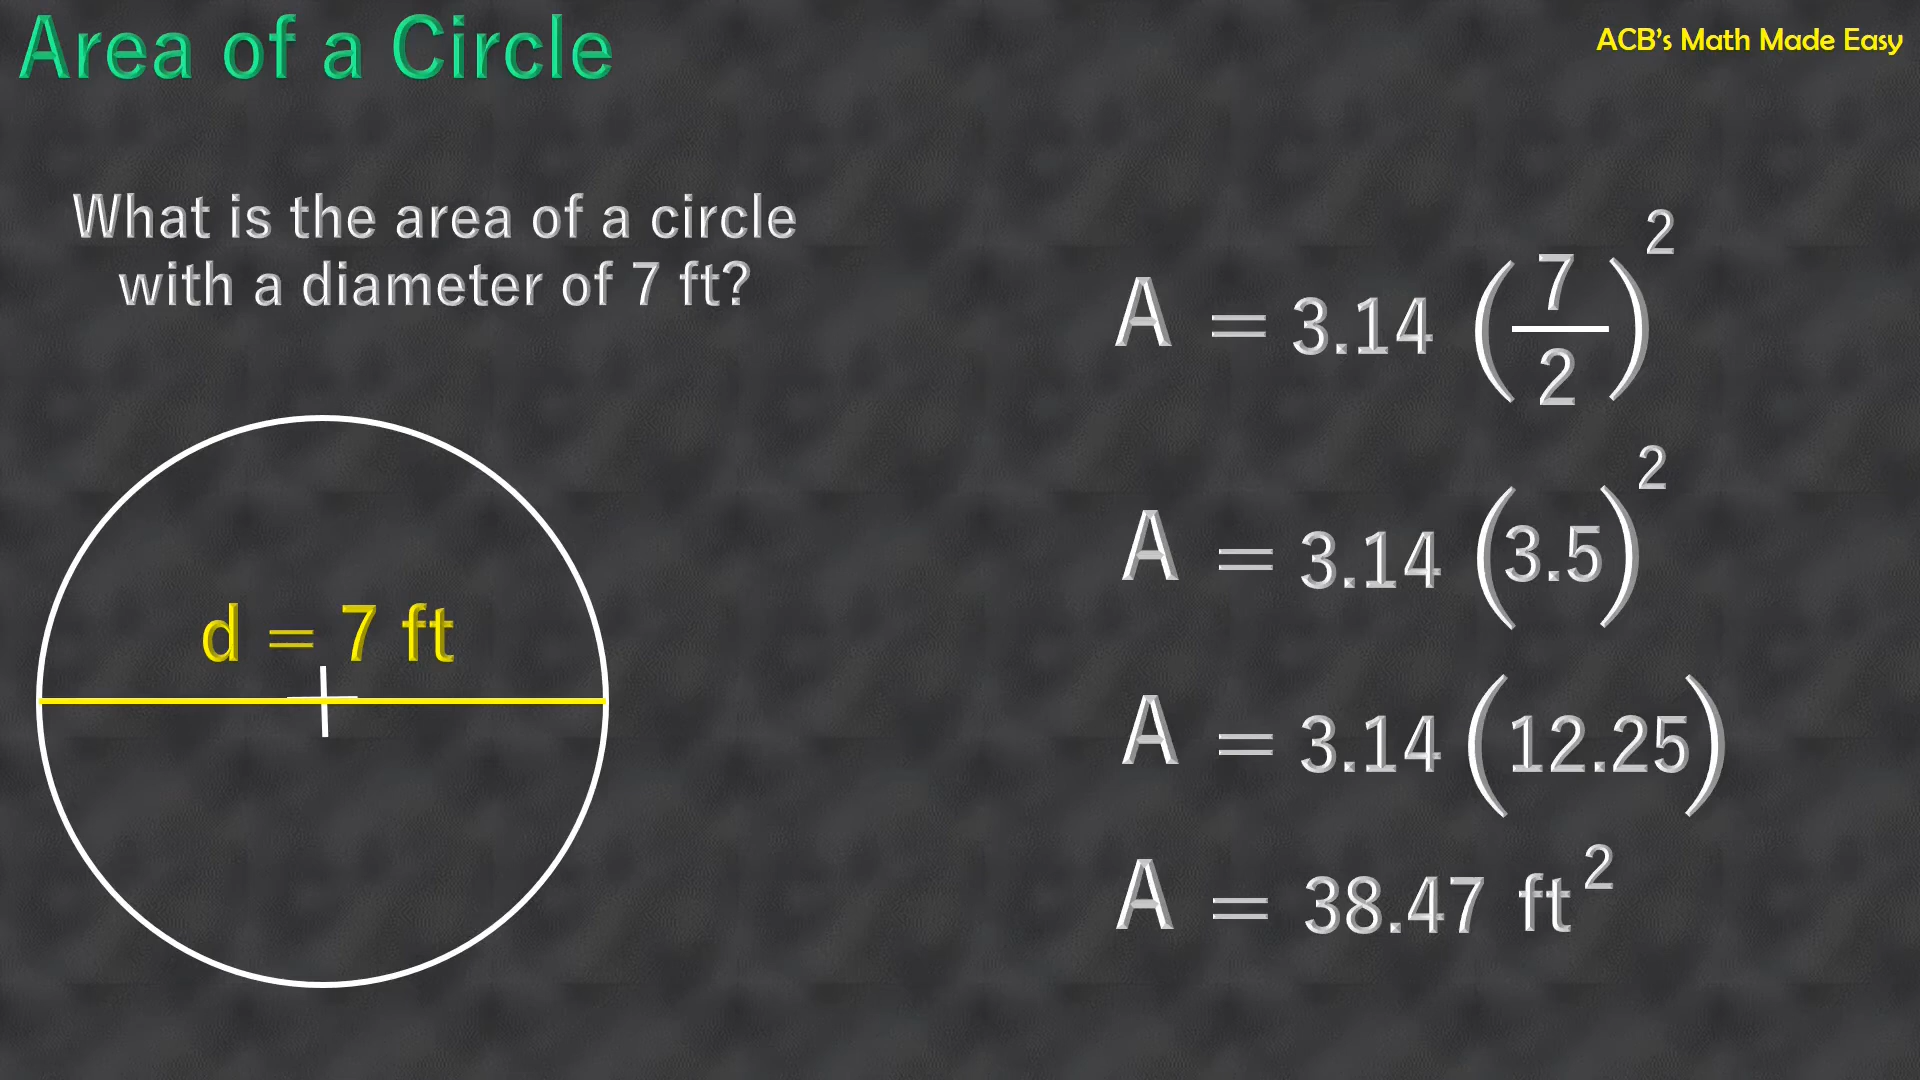 Area of a Circle
ACB's Math Made Easy
What is the area of a circle
with a diameter of 7 ft?
d = 7 ft
A = 3.14 (7/2)²
A = 3.14 (3.5)²
A = 3.14 (12.25)
A = 38.47 ft²